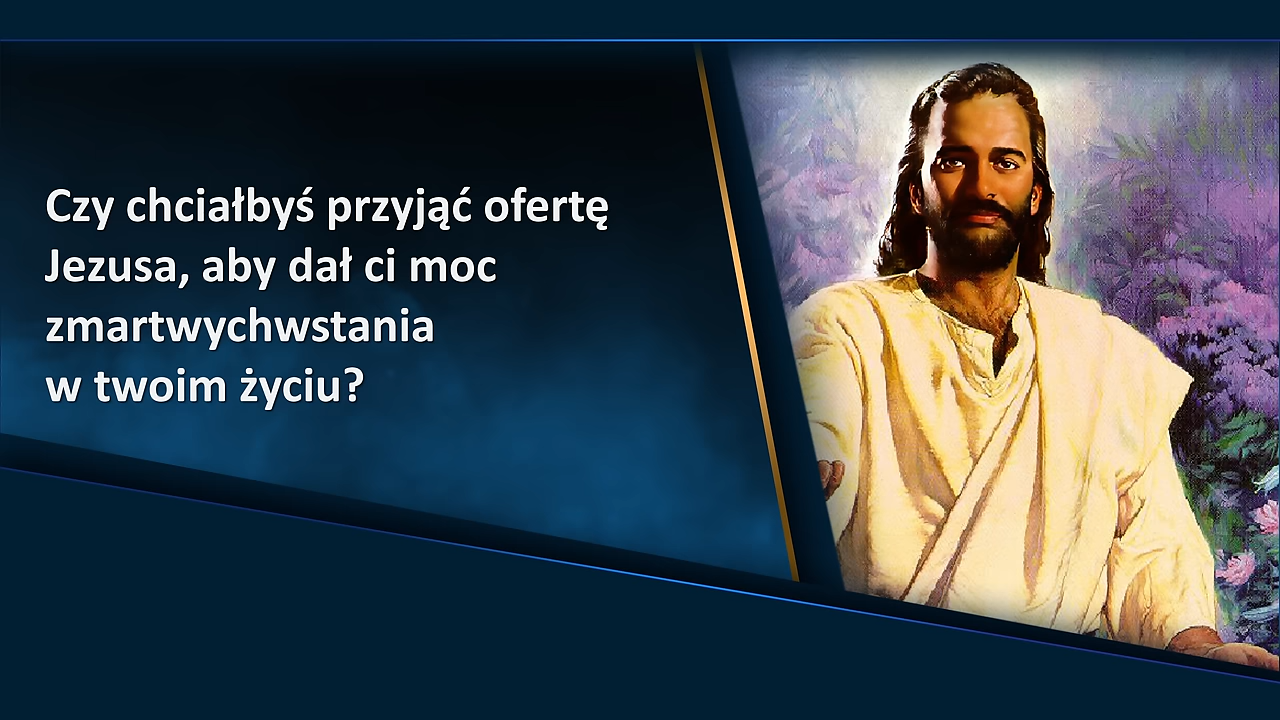 Czy chciałbyś przyjąć ofertę
Jezusa, aby dał ci moc
zmartwychwstania
w twoim życiu?